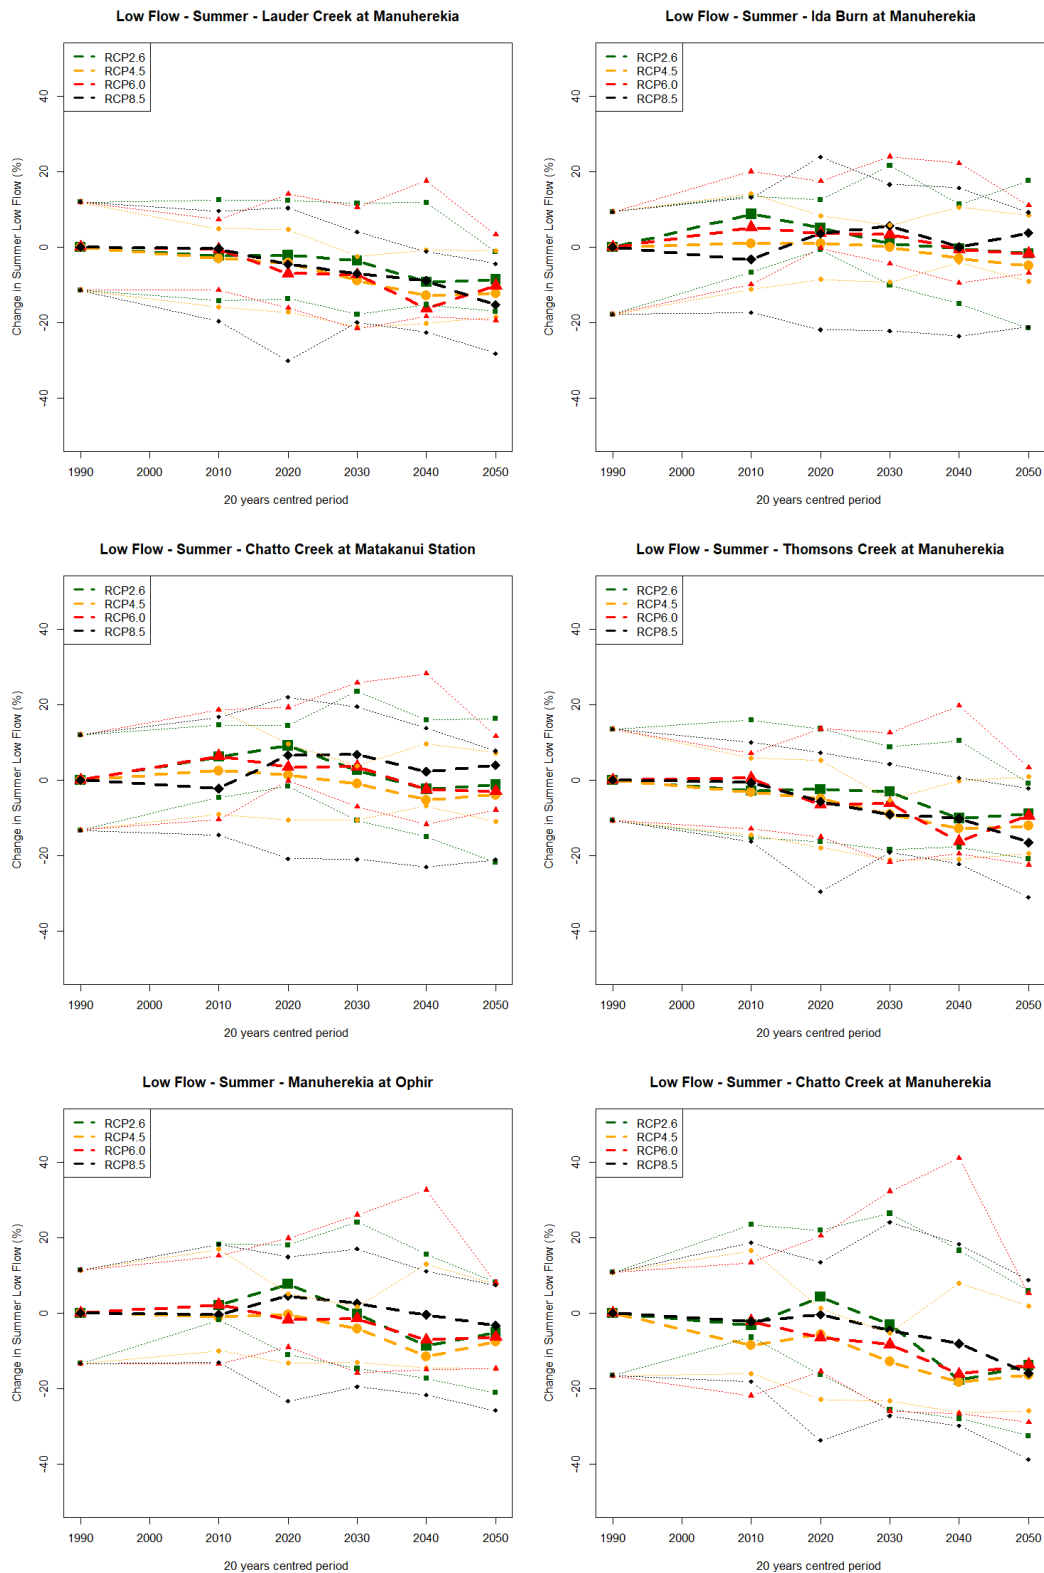 Low Flow - Summer - Lauder Creek at Manuherekia
RCP2.6
RCP4.5
RCP6.0
RCP8.5
Change in Summer Low Flow (%)
40
20
0
-20
-40
1990 2000 2010 2020 2030 2040 2050
20 years centred period
Low Flow - Summer - Ida Burn at Manuherekia
RCP2.6
RCP4.5
RCP6.0
RCP8.5
Change in Summer Low Flow (%)
40
20
0
-20
-40
1990 2000 2010 2020 2030 2040 2050
20 years centred period
Low Flow - Summer - Chatto Creek at Matakanui Station
RCP2.6
RCP4.5
RCP6.0
RCP8.5
Change in Summer Low Flow (%)
40
20
0
-20
-40
1990 2000 2010 2020 2030 2040 2050
20 years centred period
Low Flow - Summer - Thomsons Creek at Manuherekia
RCP2.6
RCP4.5
RCP6.0
RCP8.5
Change in Summer Low Flow (%)
40
20
0
-20
-40
1990 2000 2010 2020 2030 2040 2050
20 years centred period
Low Flow - Summer - Manuherekia at Ophir
RCP2.6
RCP4.5
RCP6.0
RCP8.5
Change in Summer Low Flow (%)
40
20
0
-20
-40
1990 2000 2010 2020 2030 2040 2050
20 years centred period
Low Flow - Summer - Chatto Creek at Manuherekia
RCP2.6
RCP4.5
RCP6.0
RCP8.5
Change in Summer Low Flow (%)
40
20
0
-20
-40
1990 2000 2010 2020 2030 2040 2050
20 years centred period